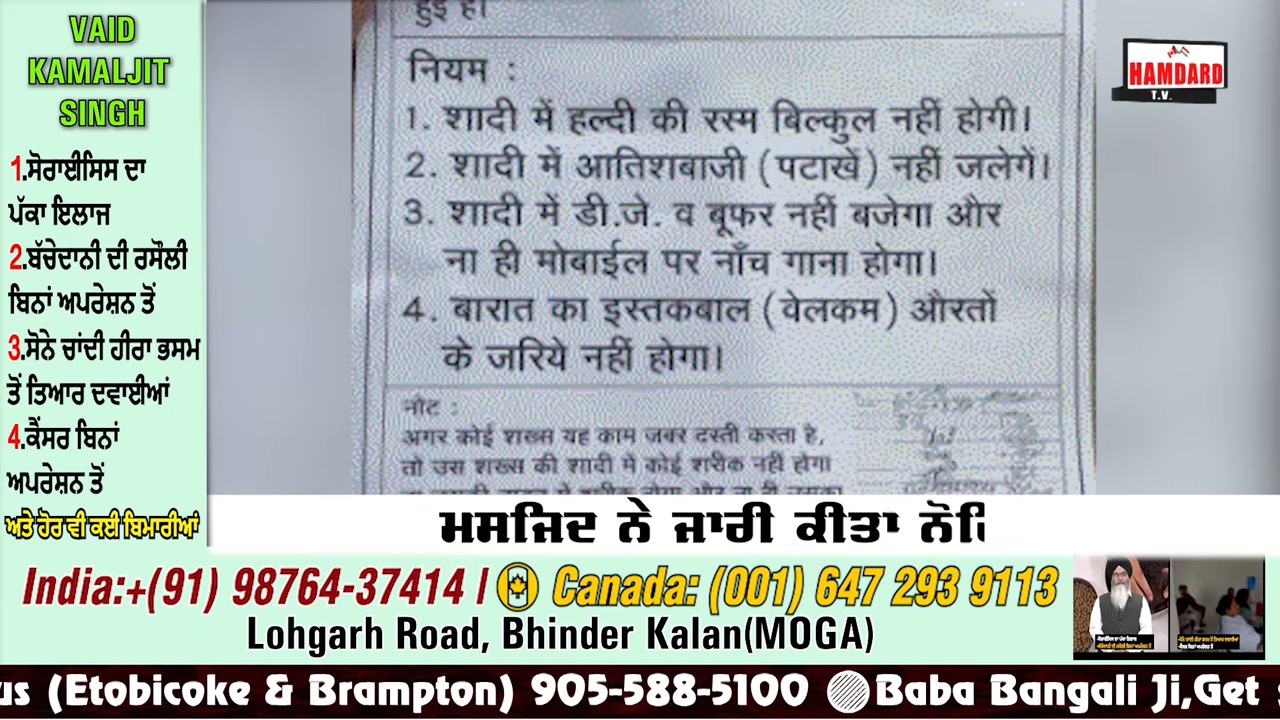 VAID
KAMALJIT
SINGH
1.ਸੋਰਾਈਸਿਸ ਦਾ
ਪੱਕਾ ਇਲਾਜ
2.ਬੱਚੇਦਾਨੀ ਦੀ ਰਸੌਲੀ
ਬਿਨਾਂ ਅਪਰੇਸ਼ਨ ਤੋਂ
3.ਸੋਨੇ ਚਾਂਦੀ ਹੀਰਾ ਭਸਮ
ਤੋਂ ਤਿਆਰ ਦਵਾਈਆਂ
4.ਕੈਂਸਰ ਬਿਨਾਂ
ਅਪਰੇਸ਼ਨ ਤੋਂ
ਅਤੇ ਹੋਰ ਵੀ ਕਈ ਬਿਮਾਰੀਆਂ
हुई है।
नियम :
1. शादी में हल्दी की रस्म बिल्कुल नहीं होगी।
2. शादी में आतिशबाजी (पटाखे) नहीं जलेगें।
3. शादी में डी.जे. व बूफर नहीं बजेगा और
ना ही मोबाईल पर नाँच गाना होगा।
4. बारात का इस्तकबाल (वेलकम) औरतों
के जरिये नहीं होगा।
नोट :
अगर कोई शख्स यह काम जबर दस्ती करता है,
तो उस शख्स की शादी मे कोई शरीक नही होगा
HAMDARD
T.V.
ਮਸਜਿਦ ਨੇ ਜਾਰੀ ਕੀਤਾ
India:+(91) 98764-37414 | Canada: (001) 647 293 9113
Lohgarh Road, Bhinder Kalan(MOGA)
us (Etobicoke & Brampton) 905-588-5100 Baba Bangali Ji,Get